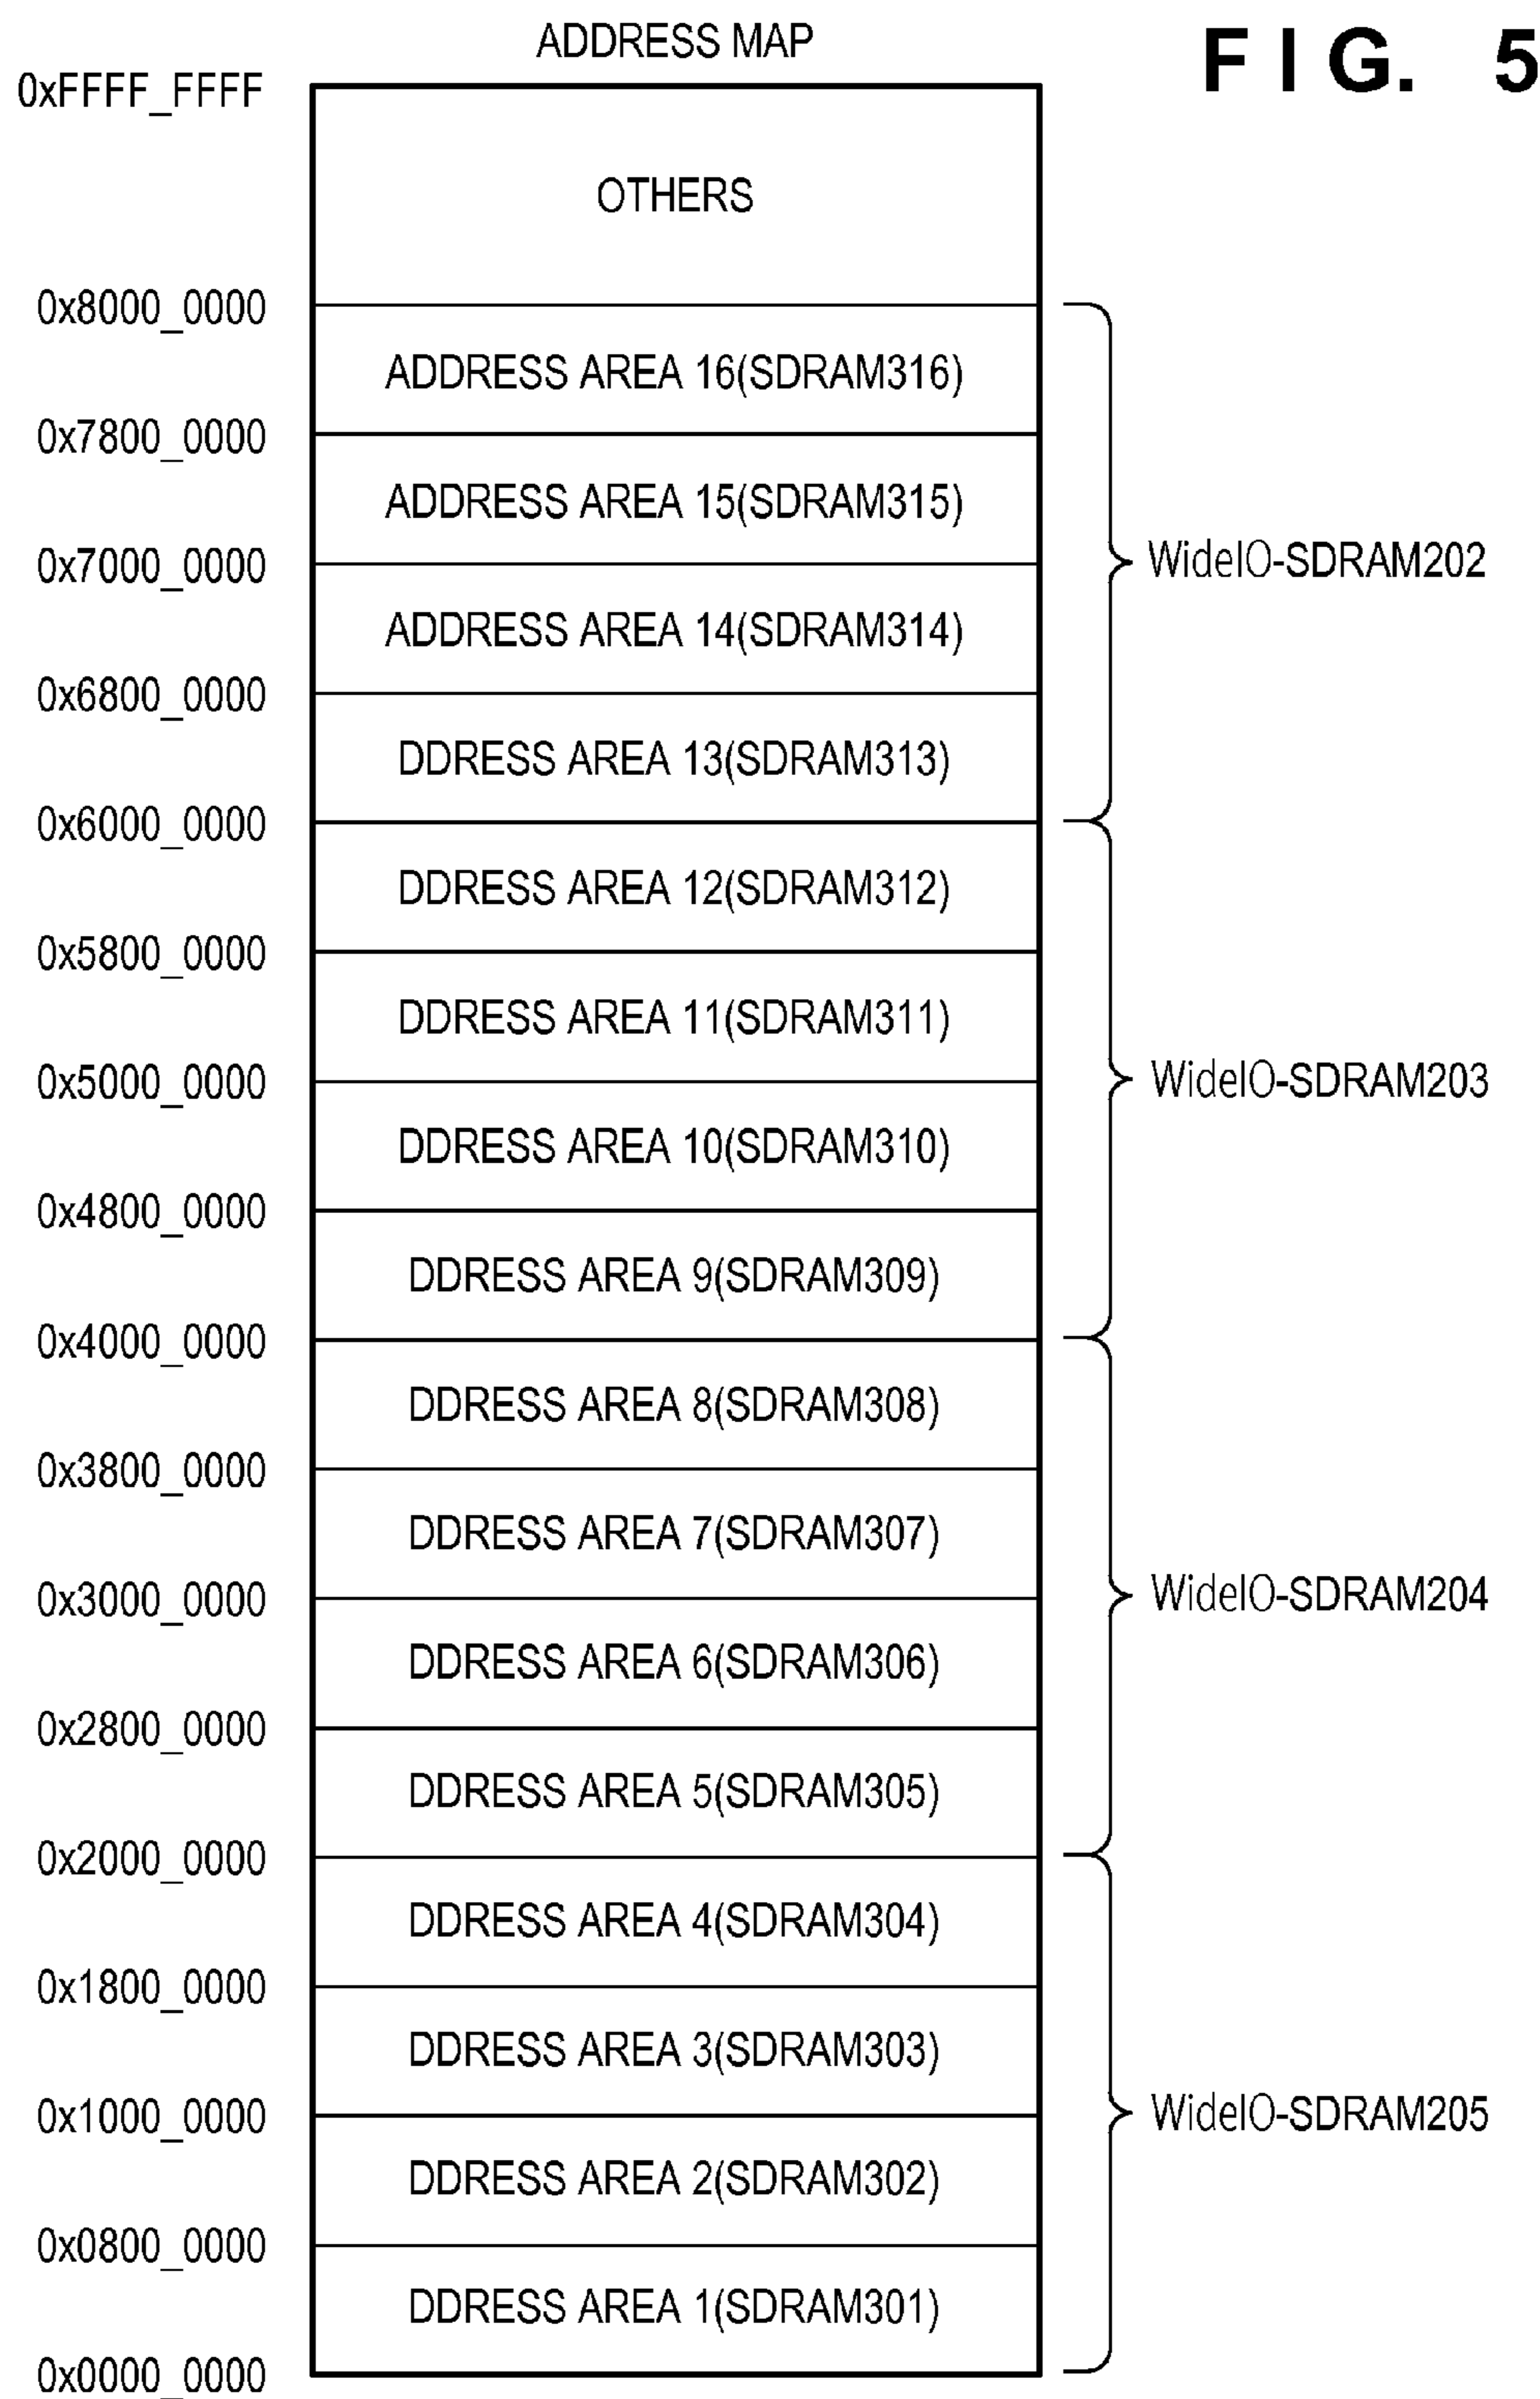 ADDRESS MAP
FIG. 5
0xFFFF_FFFF
OTHERS
0x8000_0000
ADDRESS AREA 16(SDRAM316)
0x7800_0000
ADDRESS AREA 15(SDRAM315)
0x7000_0000
WideIO-SDRAM202
ADDRESS AREA 14(SDRAM314)
0x6800_0000
DDRESS AREA 13(SDRAM313)
0x6000_0000
DDRESS AREA 12(SDRAM312)
0x5800_0000
DDRESS AREA 11(SDRAM311)
0x5000_0000
WideIO-SDRAM203
DDRESS AREA 10(SDRAM310)
0x4800_0000
DDRESS AREA 9(SDRAM309)
0x4000_0000
DDRESS AREA 8(SDRAM308)
0x3800_0000
DDRESS AREA 7(SDRAM307)
0x3000_0000
WideIO-SDRAM204
DDRESS AREA 6(SDRAM306)
0x2800_0000
DDRESS AREA 5(SDRAM305)
0x2000_0000
DDRESS AREA 4(SDRAM304)
0x1800_0000
DDRESS AREA 3(SDRAM303)
0x1000_0000
WideIO-SDRAM205
DDRESS AREA 2(SDRAM302)
0x0800_0000
DDRESS AREA 1(SDRAM301)
0x0000_0000